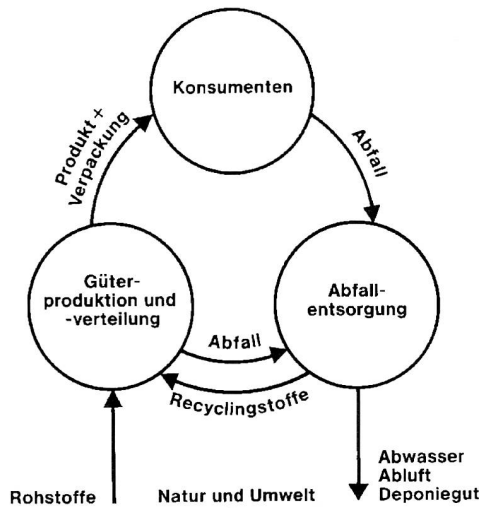 Konsumenten
Produkt +
Verpackung
Abfall
Güter-
produktion und
-verteilung
Abfall-
entsorgung
Abfall
Recyclingstoffe
Abwasser
Abluft
Rohstoffe Natur und Umwelt Deponiegut